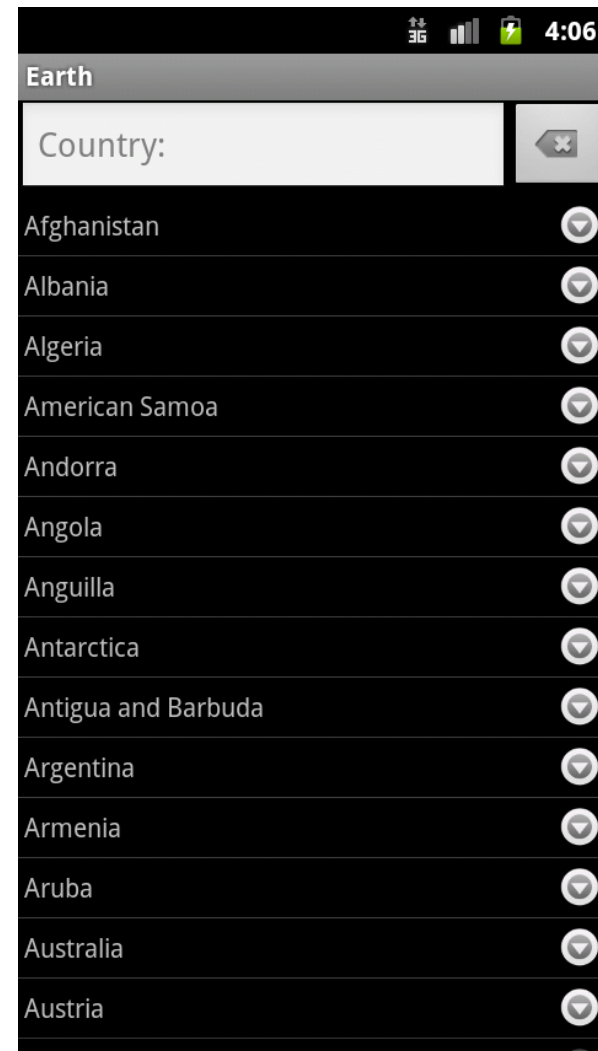 3G 4:06
Earth
Country:
Afghanistan
Albania
Algeria
American Samoa
Andorra
Angola
Anguilla
Antarctica
Antigua and Barbuda
Argentina
Armenia
Aruba
Australia
Austria